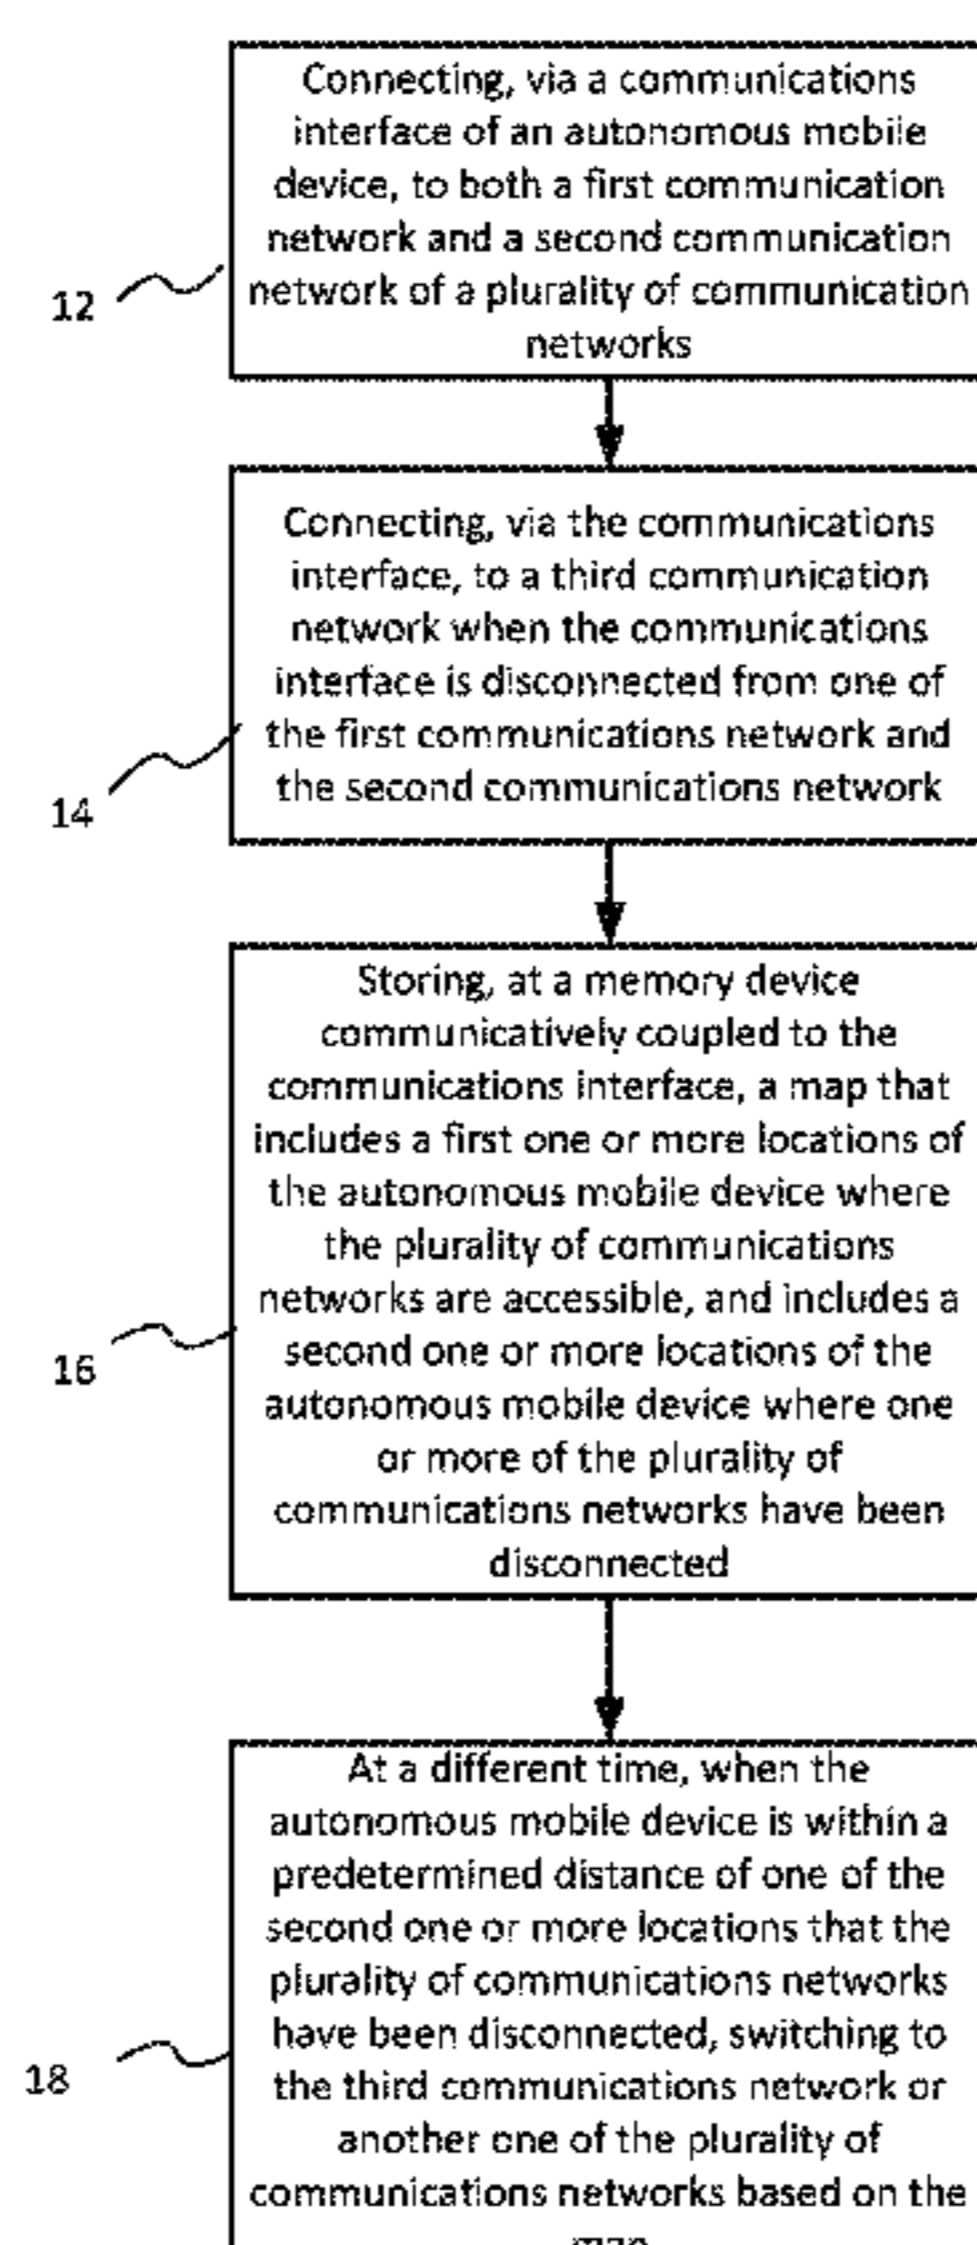 Connecting, via a communications
interface of an autonomous mobile
device, to both a first communication
network and a second communication
network of a plurality of communication
networks
12
Connecting, via the communications
interface, to a third communication
network when the communications
interface is disconnected from one of
the first communications network and
the second communications network
14
Storing, at a memory device
communicatively coupled to the
communications interface, a map that
includes a first one or more locations of
the autonomous mobile device where
the plurality of communications
networks are accessible, and includes a
second one or more locations of the
autonomous mobile device where one
or more of the plurality of
communications networks have been
disconnected
16
At a different time, when the
autonomous mobile device is within a
predetermined distance of one of the
second one or more locations that the
plurality of communications networks
have been disconnected, switching to
the third communications network or
another one of the plurality of
communications networks based on the
18